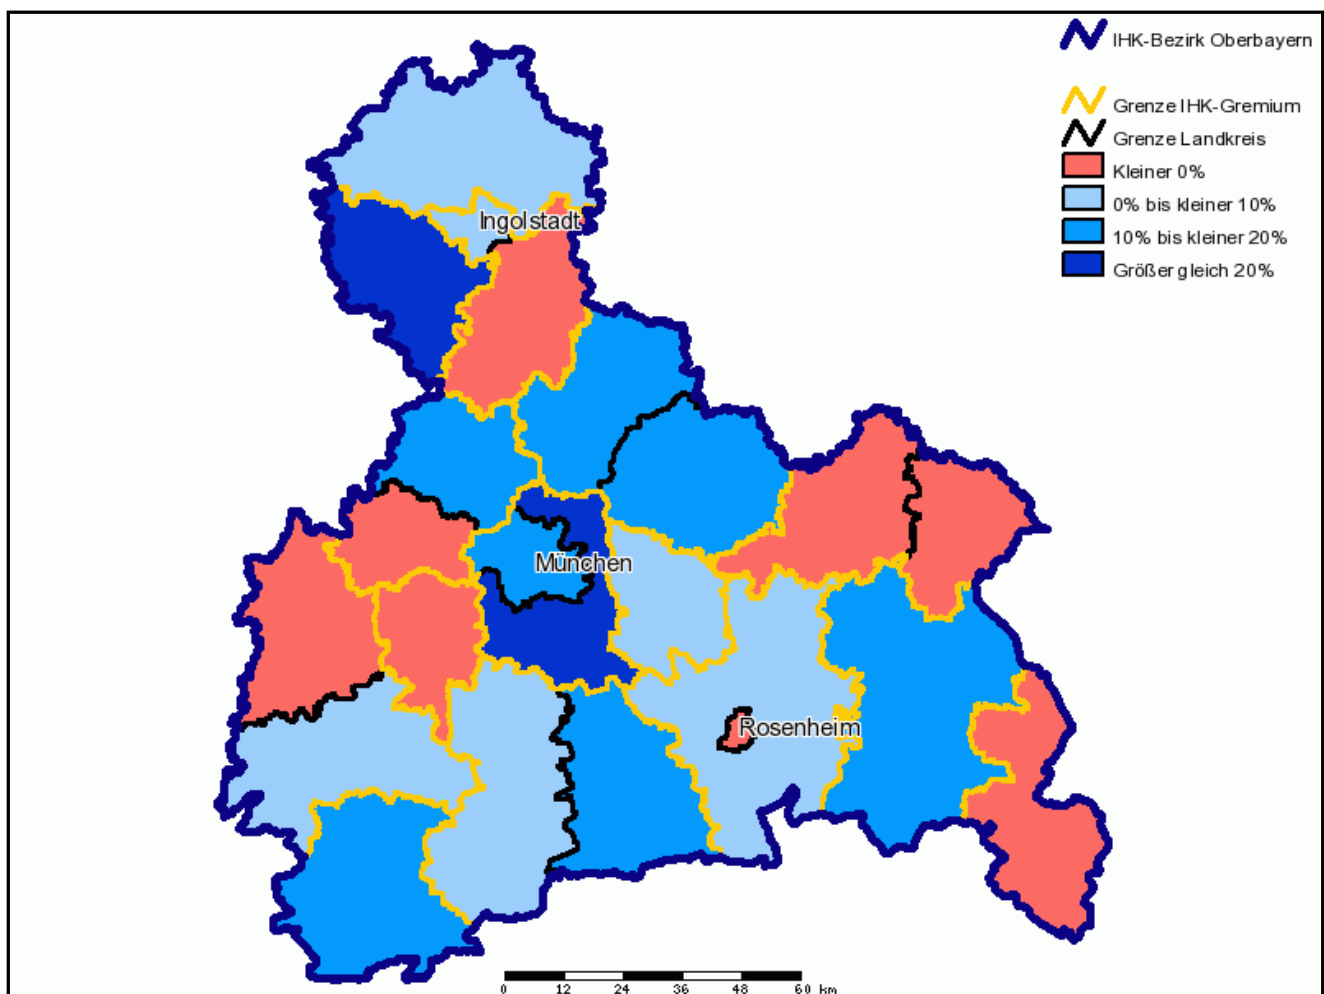 IHK-Bezirk Oberbayern
Grenze IHK-Gremium
Grenze Landkreis
Kleiner 0%
0% bis kleiner 10%
10% bis kleiner 20%
Größer gleich 20%
Ingolstadt
München
Rosenheim
0 12 24 36 48 60 km